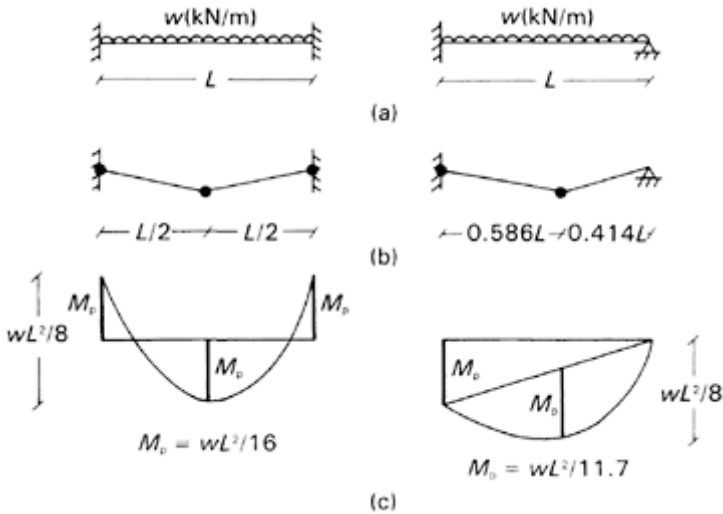 w(kN/m) w(kN/m)
L L
(a)
L/2 L/2 0.586L 0.414L
(b)
Mₚ Mₚ
wL²/8
Mₚ Mₚ
Mₚ wL²/8
Mₚ = wL²/16
Mₚ = wL²/11.7
(c)